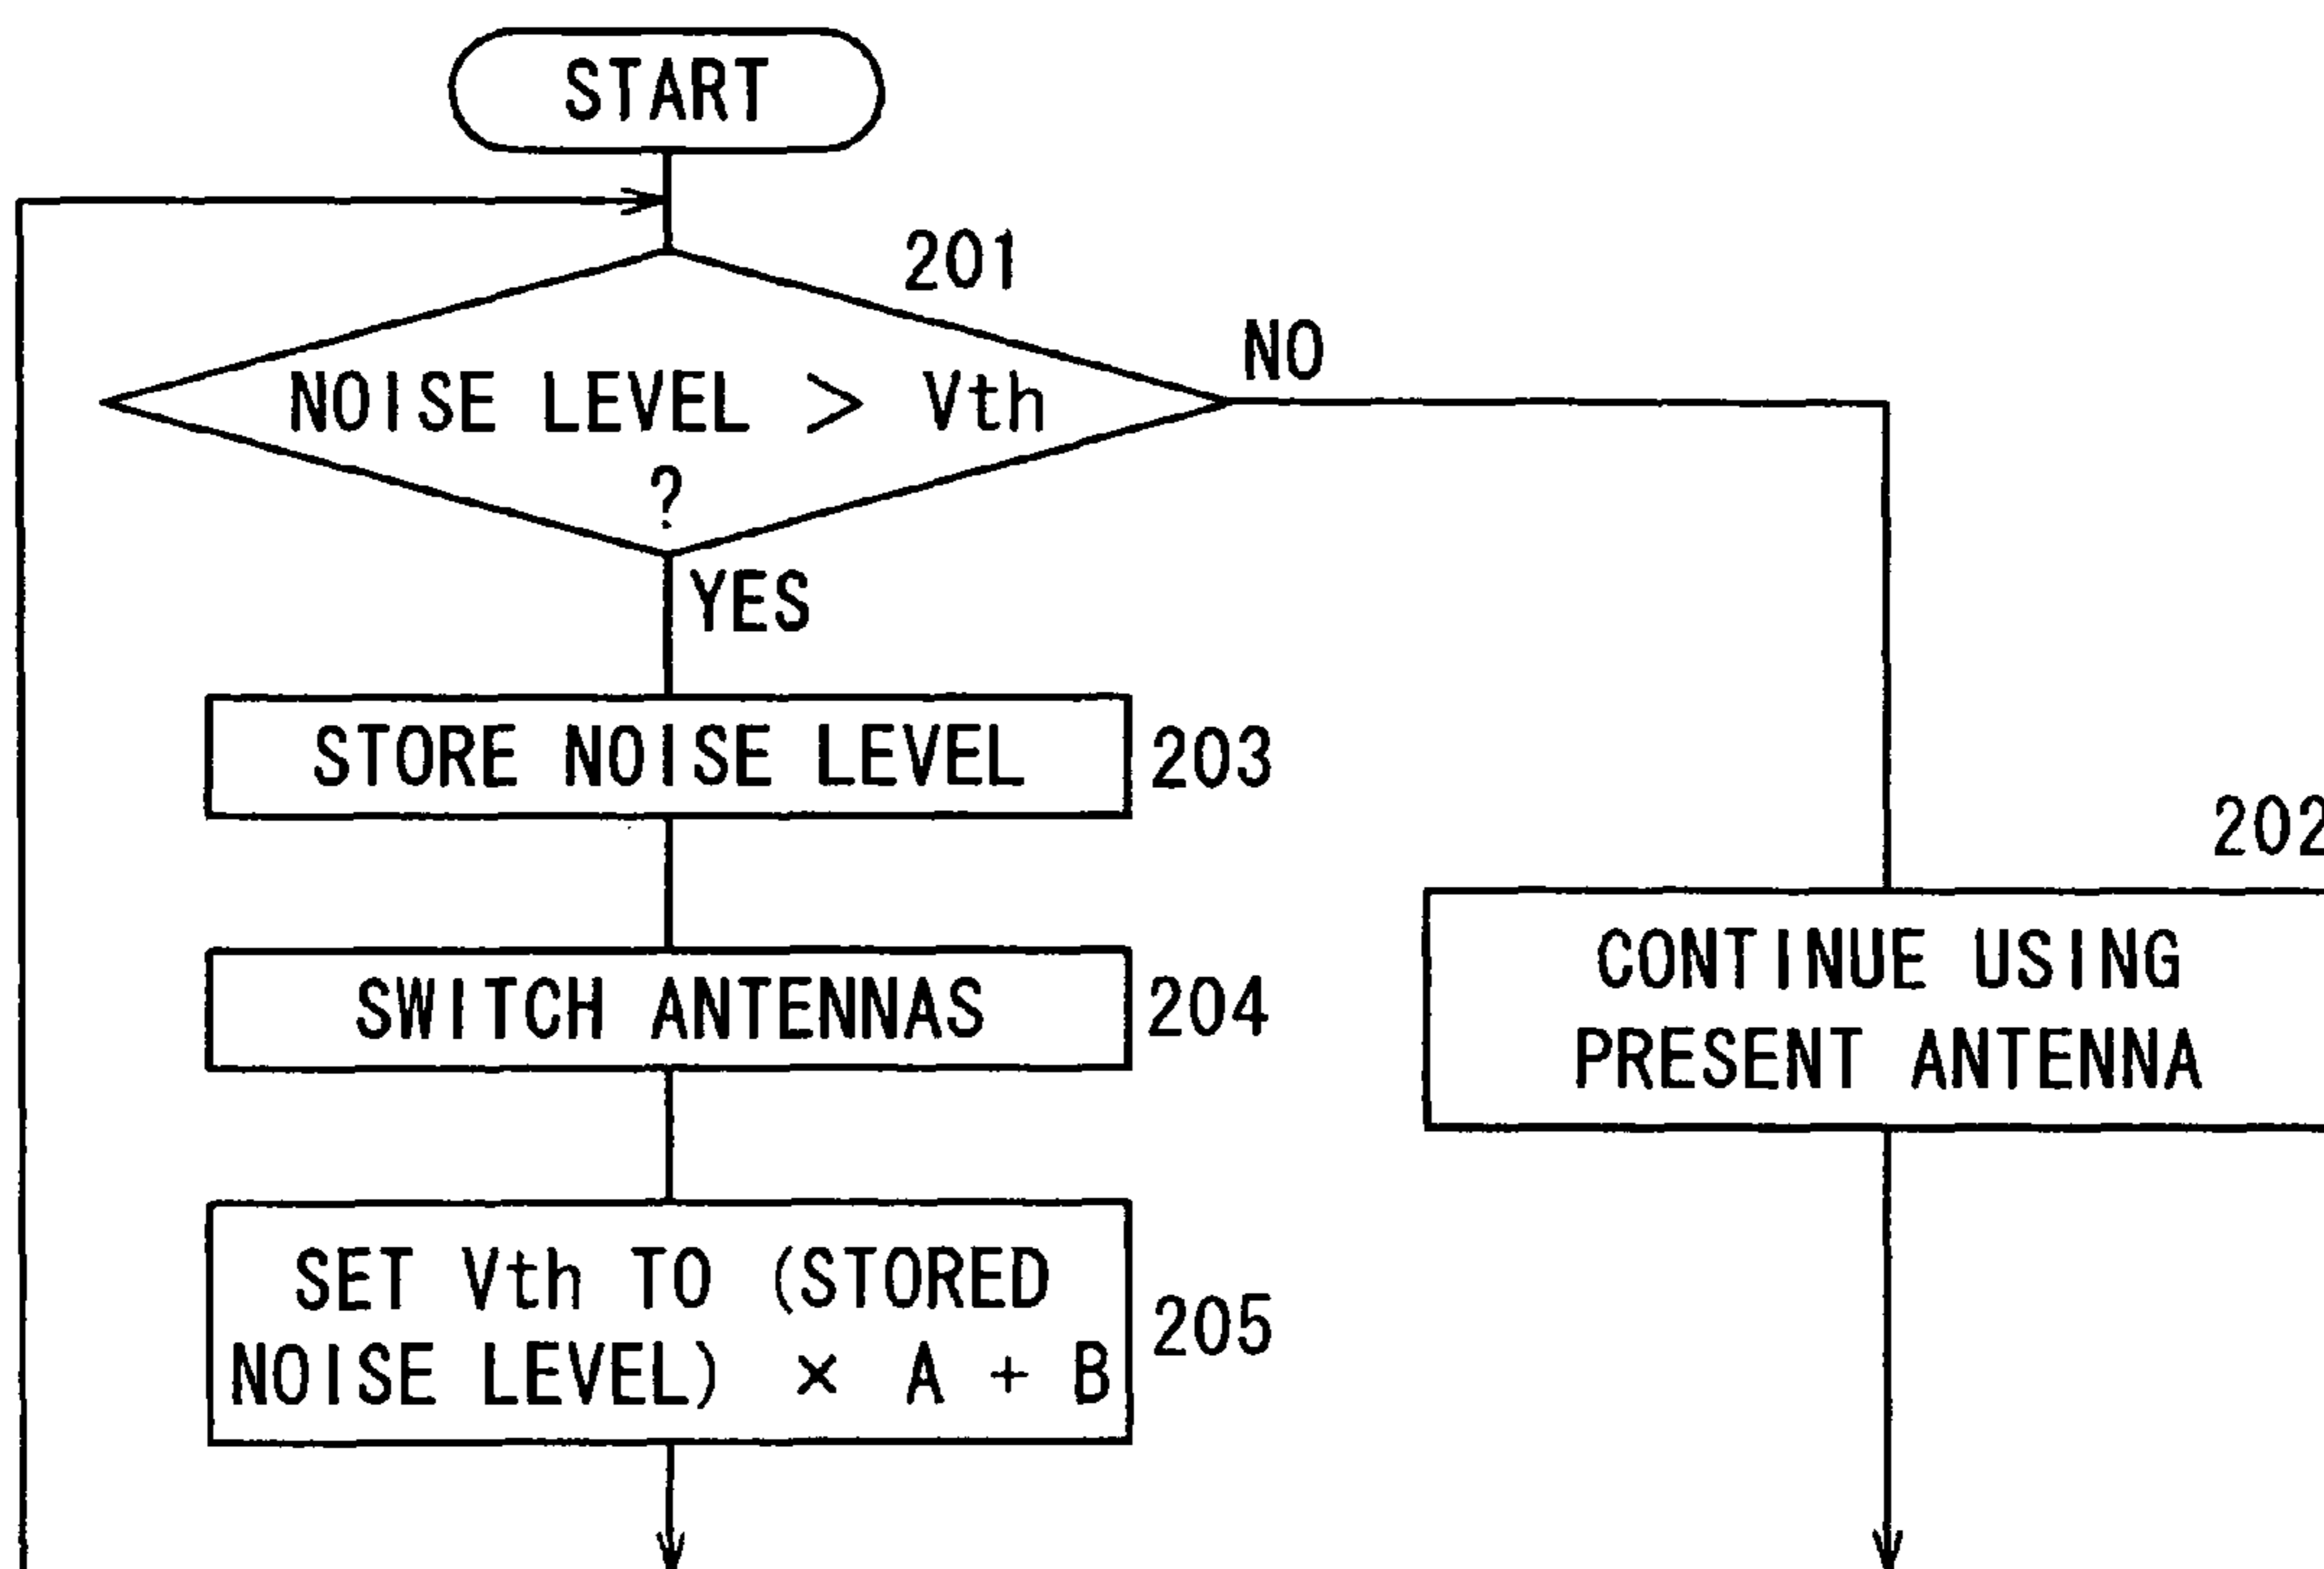 START
201
NOISE LEVEL > Vth
?
NO
YES
STORE NOISE LEVEL
203
202
SWITCH ANTENNAS
204
CONTINUE USING
PRESENT ANTENNA
SET Vth TO (STORED
NOISE LEVEL) × A + B
205